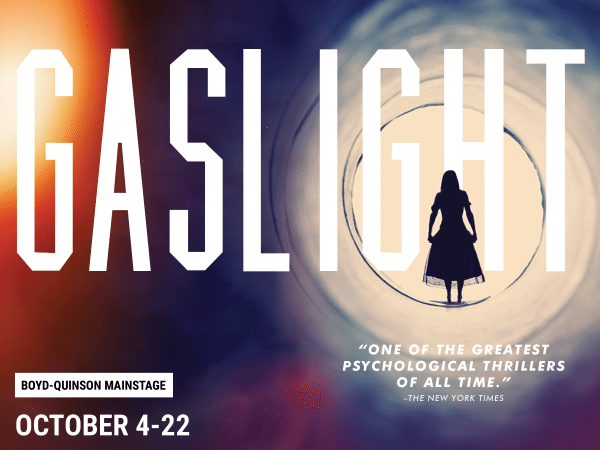 GASLIGHT
"ONE OF THE GREATEST
PSYCHOLOGICAL THRILLERS
OF ALL TIME."
–THE NEW YORK TIMES
BOYD-QUINSON MAINSTAGE
OCTOBER 4-22